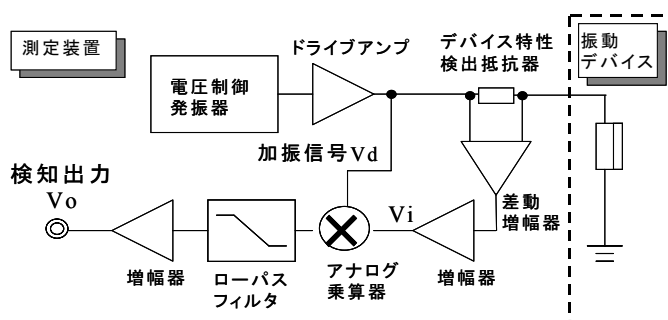 測定装置
ドライブアンプ
デバイス特性
検出抵抗器
振動
デバイス
電圧制御
発振器
加振信号Vd
検知出力
Vo
Vi
差動
増幅器
増幅器
ローパス
フィルタ
アナログ
乗算器
増幅器